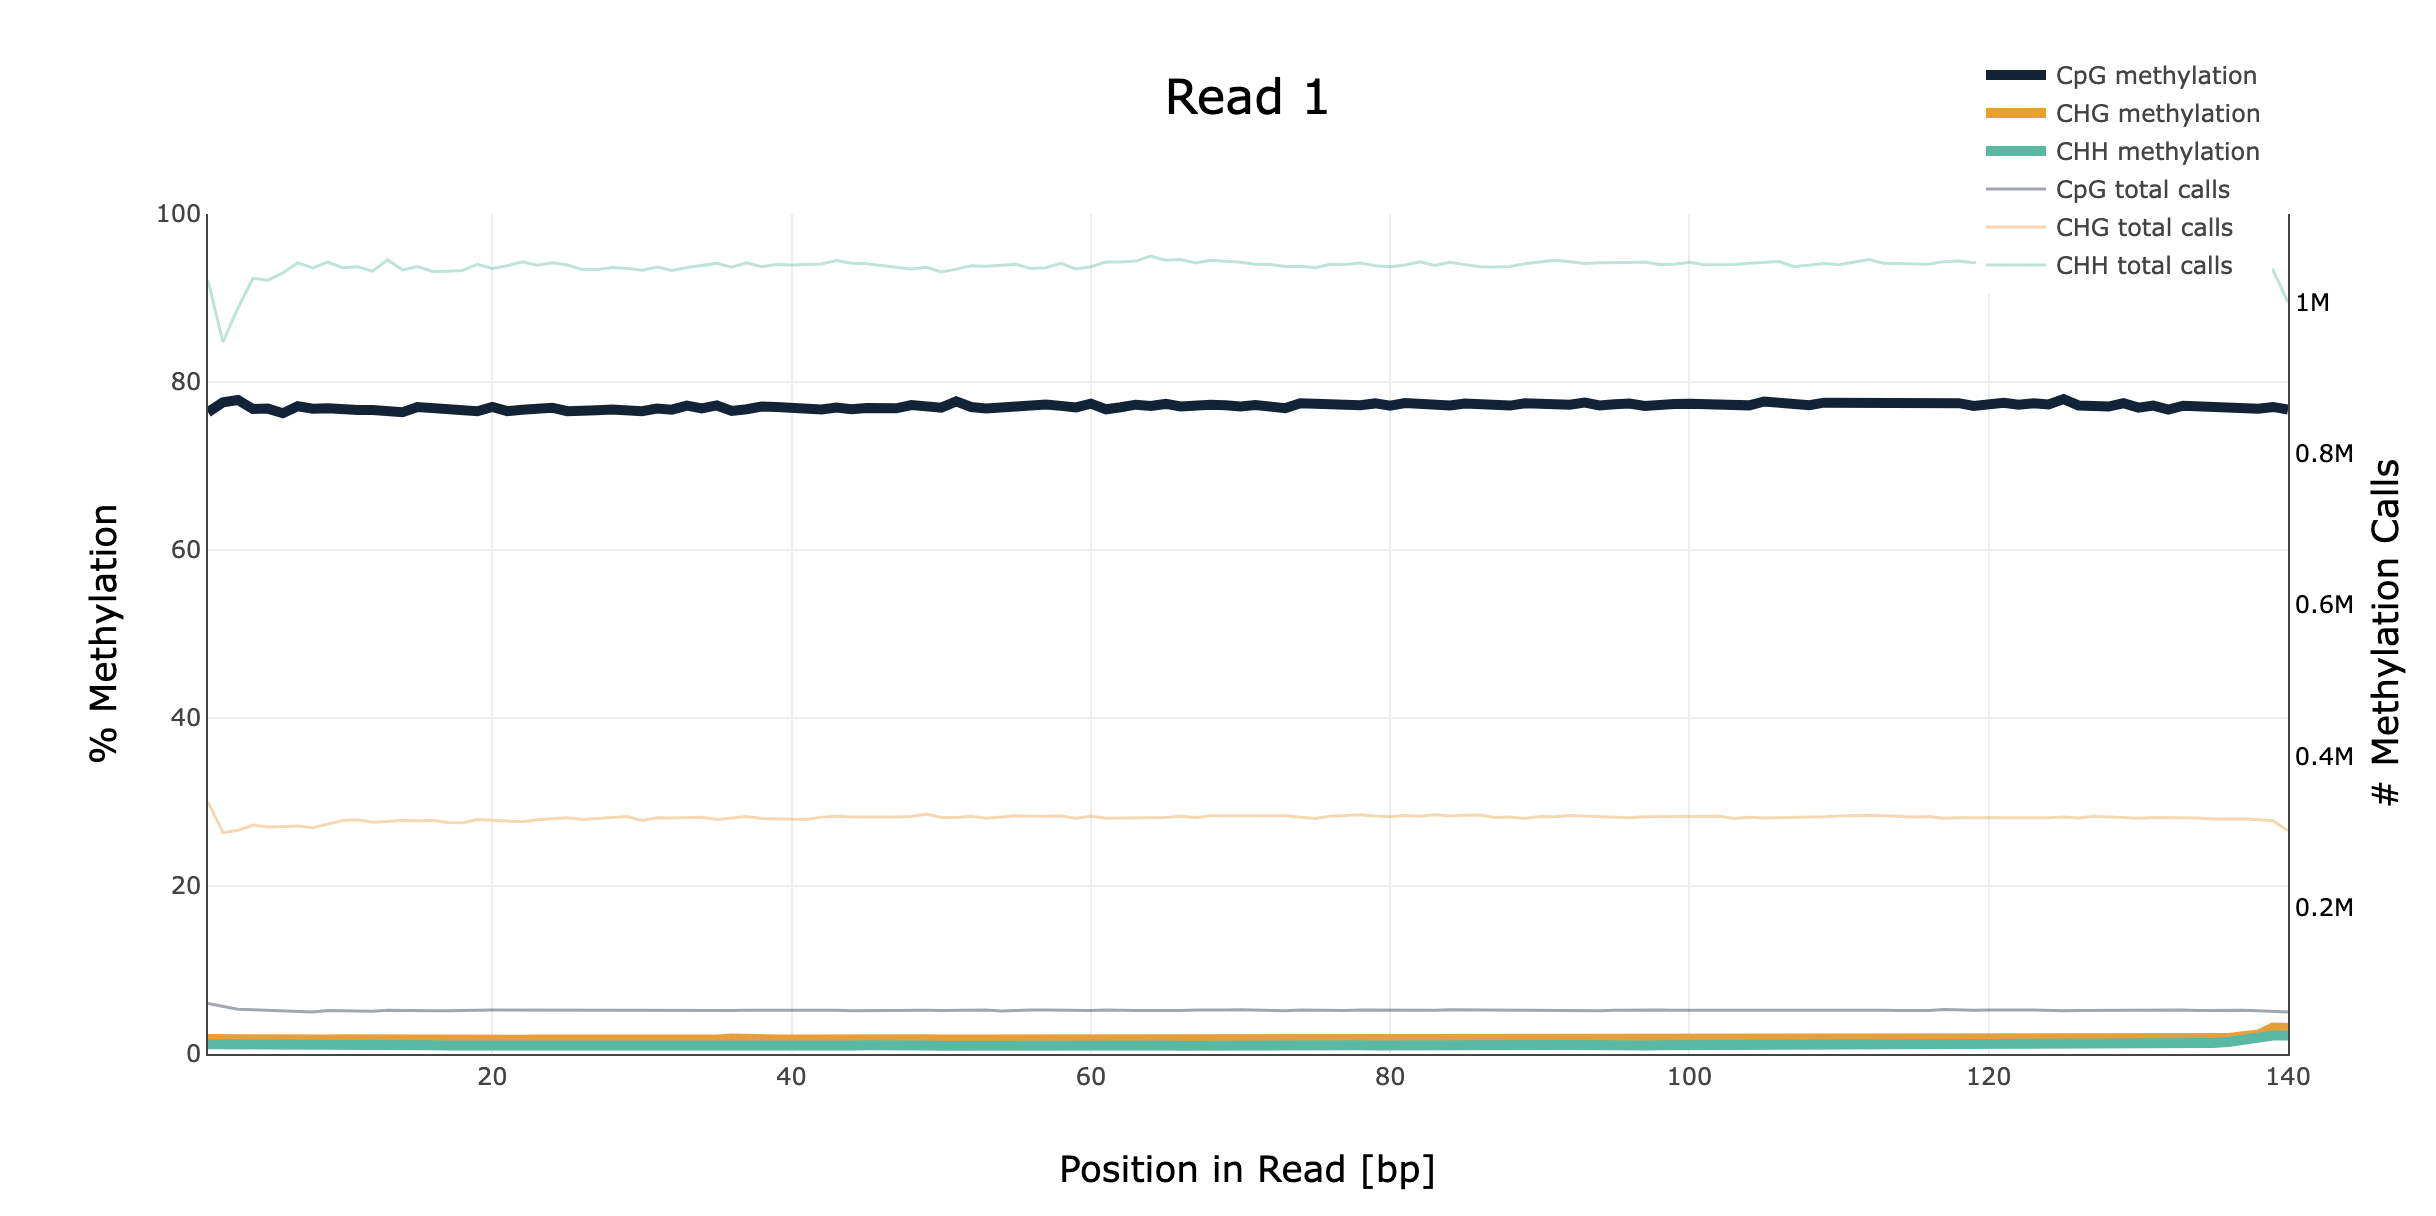 Read 1
CpG methylation
CHG methylation
CHH methylation
CpG total calls
CHG total calls
CHH total calls
100
80
60
40
20
0
% Methylation
1M
0.8M
0.6M
0.4M
0.2M
# Methylation Calls
20 40 60 80 100 120 140
Position in Read [bp]